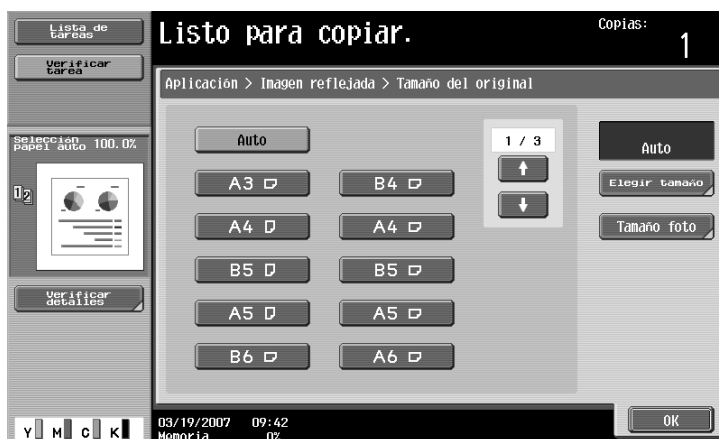 Lista de
tareas
Verificar
tarea
Listo para copiar.
Copias:
1
Aplicación > Imagen reflejada > Tamaño del original
Selección
papel auto 100.0%
1 2
Verificar
detalles
Auto
1 / 3
A3
B4
A4
A4
B5
B5
A5
A5
B6
A6
Auto
Elegir tamaño
Tamaño foto
Y M C K
03/19/2007 09:42
Memoria 0%
OK